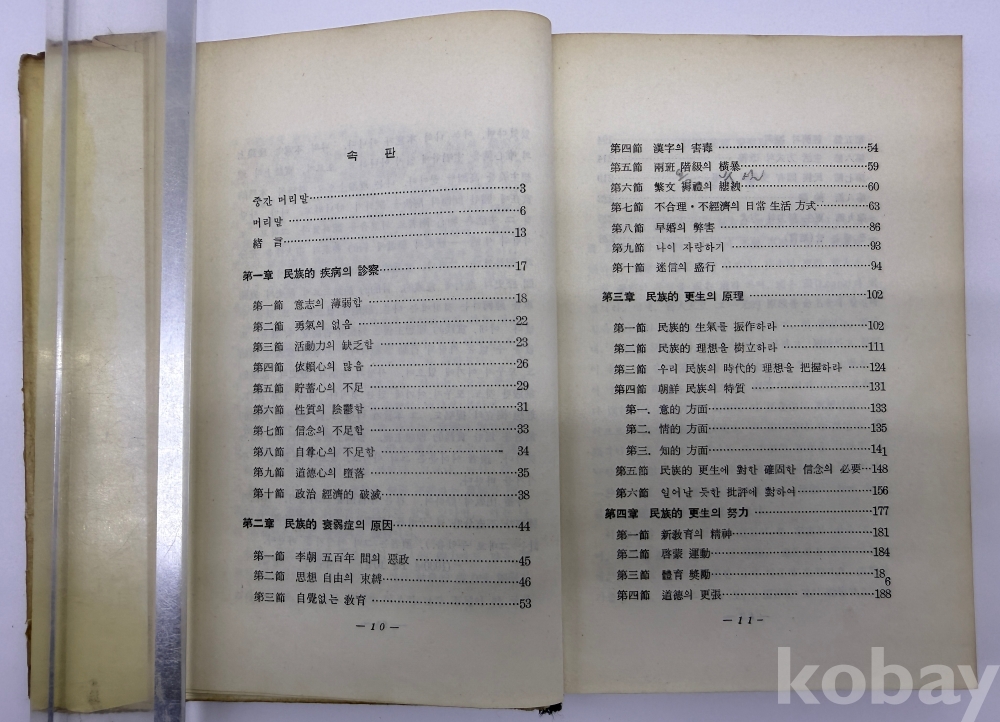 속 판
중간 머리말 3
머리말 6
緖 言 13
第一章 民族的 疾病의 診察 17
第一節 意志의 薄弱함 18
第二節 勇氣의 없음 22
第三節 活動力의 缺乏함 23
第四節 依賴心의 많음 26
第五節 貯蓄心의 不足 29
第六節 性質의 陰鬱함 31
第七節 信念의 不足함 33
第八節 自尊心의 不足함 34
第九節 道德心의 墮落 35
第十節 政治 經濟的 破滅 38
第二章 民族的 衰弱症의 原因 44
第一節 李朝 五百年 間의 惡政 45
第二節 思想 自由의 束縛 46
第三節 自覺없는 敎育 53
— 10 —
第四節 漢字의 害毒 54
第五節 兩班 階級의 橫暴 59
第六節 繁文 褥禮의 縷絏 60
第七節 不合理·不經濟의 日常 生活 方式 63
第八節 早婚의 弊害 86
第九節 나이 자랑하기 93
第十節 迷信의 盛行 94
第三章 民族的 更生의 原理 102
第一節 民族的 生氣를 振作하라 102
第二節 民族的 理想을 樹立하라 111
第三節 우리 民族의 時代的 理想을 把握하라 124
第四節 朝鮮 民族의 特質 131
第一. 意的 方面 133
第二. 情的 方面 135
第三. 知的 方面 141
第五節 民族的 更生에 對한 確固한 信念의 必要 148
第六節 일어날 듯한 批評에 對하여 156
第四章 民族的 更生의 努力 177
第一節 新敎育의 精神 181
第二節 啓蒙 運動 184
第三節 體育 奬勵 186
第四節 道德의 更張 188
— 11 —
kobay